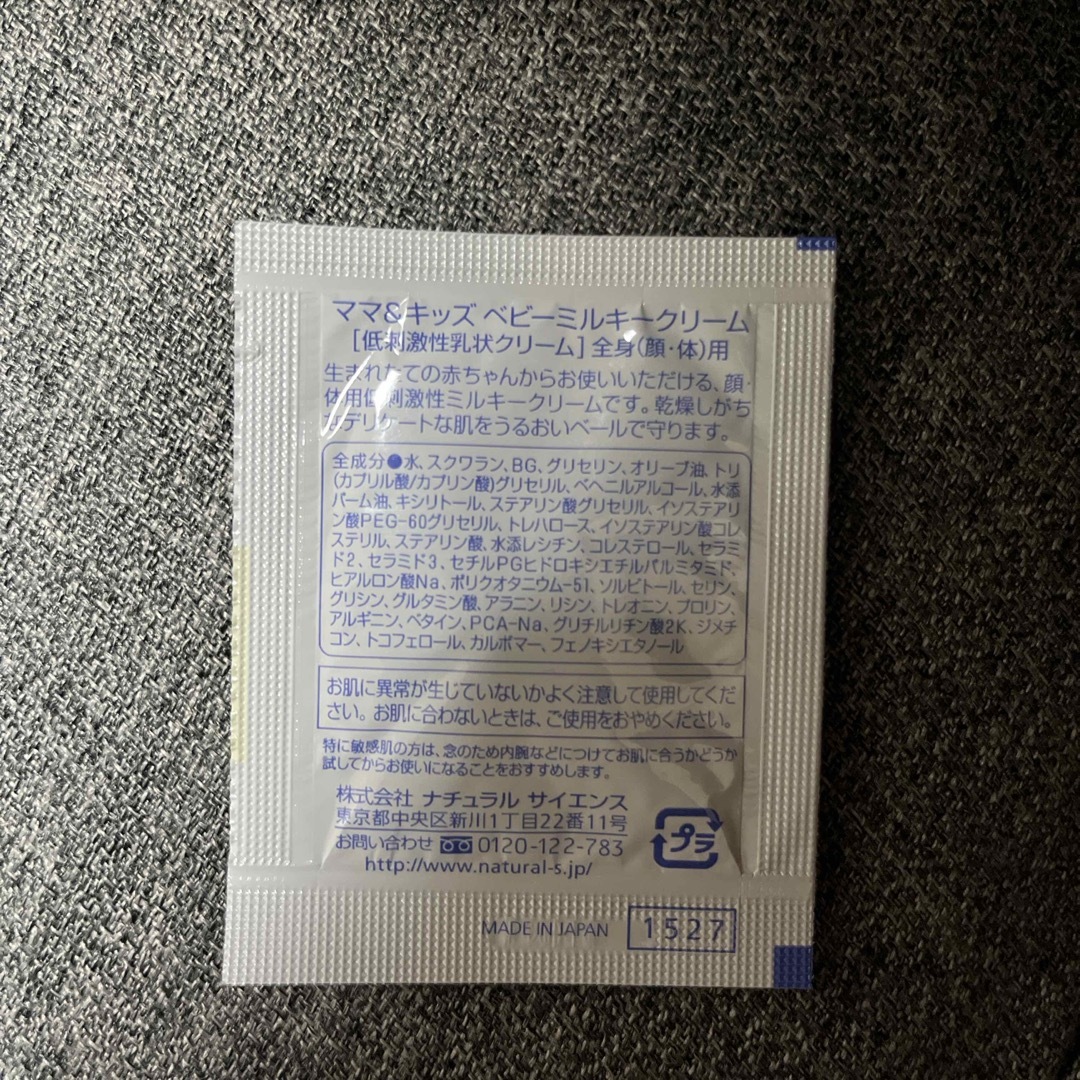 ママ&キッズ ベビーミルキークリーム
[低刺激性乳状クリーム] 全身(顔・体)用
生まれたての赤ちゃんからお使いいただける、顔・
体用低刺激性ミルキークリームです。乾燥しがち
なデリケートな肌をうるおいベールで守ります。
全成分●水、スクワラン、BG、グリセリン、オリーブ油、トリ
(カプリル酸/カプリン酸)グリセリル、ベヘニルアルコール、水添
パーム油、キシリトール、ステアリン酸グリセリル、イソステアリ
ン酸PEG-60グリセリル、トレハロース、イソステアリン酸コレ
ステリル、ステアリン酸、水添レシチン、コレステロール、セラミ
ド2、セラミド3、セチルPGヒドロキシエチルパルミタミド、
ヒアルロン酸Na、ポリクオタニウム-51、ソルビトール、セリン、
グリシン、グルタミン酸、アラニン、リシン、トレオニン、プロリン、
アルギニン、ベタイン、PCA-Na、グリチルリチン酸2K、ジメチ
コン、トコフェロール、カルボマー、フェノキシエタノール
お肌に異常が生じていないかよく注意して使用してくだ
さい。お肌に合わないときは、ご使用をおやめください。
特に敏感肌の方は、念のため内腕などにつけてお肌に合うかどうか
試してからお使いになることをおすすめします。
株式会社 ナチュラル サイエンス
東京都中央区新川1丁目22番11号
お問い合わせ 0120-122-783
http://www.natural-s.jp/
プラ
MADE IN JAPAN 1527